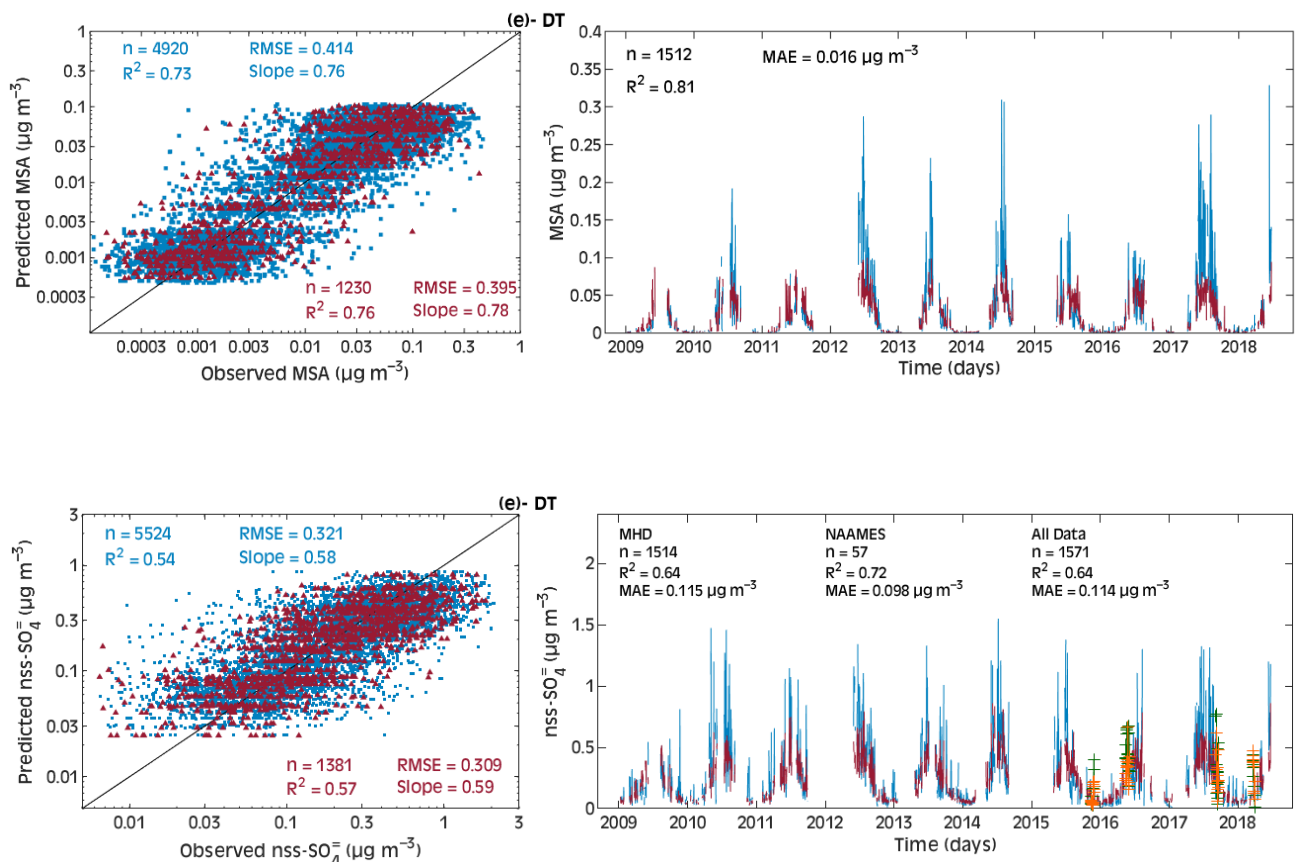 (e)- DT
n = 4920 RMSE = 0.414
R² = 0.73 Slope = 0.76
n = 1230 RMSE = 0.395
R² = 0.76 Slope = 0.78
1
0.3
0.1
0.03
0.01
0.003
0.001
0.0003
Predicted MSA (µg m⁻³)
0.0003 0.001 0.003 0.01 0.03 0.1 0.3 1
Observed MSA (µg m⁻³)
n = 1512 MAE = 0.016 µg m⁻³
R² = 0.81
0.4
0.35
0.3
0.25
0.2
0.15
0.1
0.05
0
MSA (µg m⁻³)
2009 2010 2011 2012 2013 2014 2015 2016 2017 2018
Time (days)
(e)- DT
n = 5524 RMSE = 0.321
R² = 0.54 Slope = 0.58
n = 1381 RMSE = 0.309
R² = 0.57 Slope = 0.59
3
1
0.3
0.1
0.03
0.01
Predicted nss-SO₄⁼ (µg m⁻³)
0.01 0.03 0.1 0.3 1 3
Observed nss-SO₄⁼ (µg m⁻³)
MHD NAAMES All Data
n = 1514 n = 57 n = 1571
R² = 0.64 R² = 0.72 R² = 0.64
MAE = 0.115 µg m⁻³ MAE = 0.098 µg m⁻³ MAE = 0.114 µg m⁻³
2
1
0.5
0
nss-SO₄⁼ (µg m⁻³)
2009 2010 2011 2012 2013 2014 2015 2016 2017 2018
Time (days)